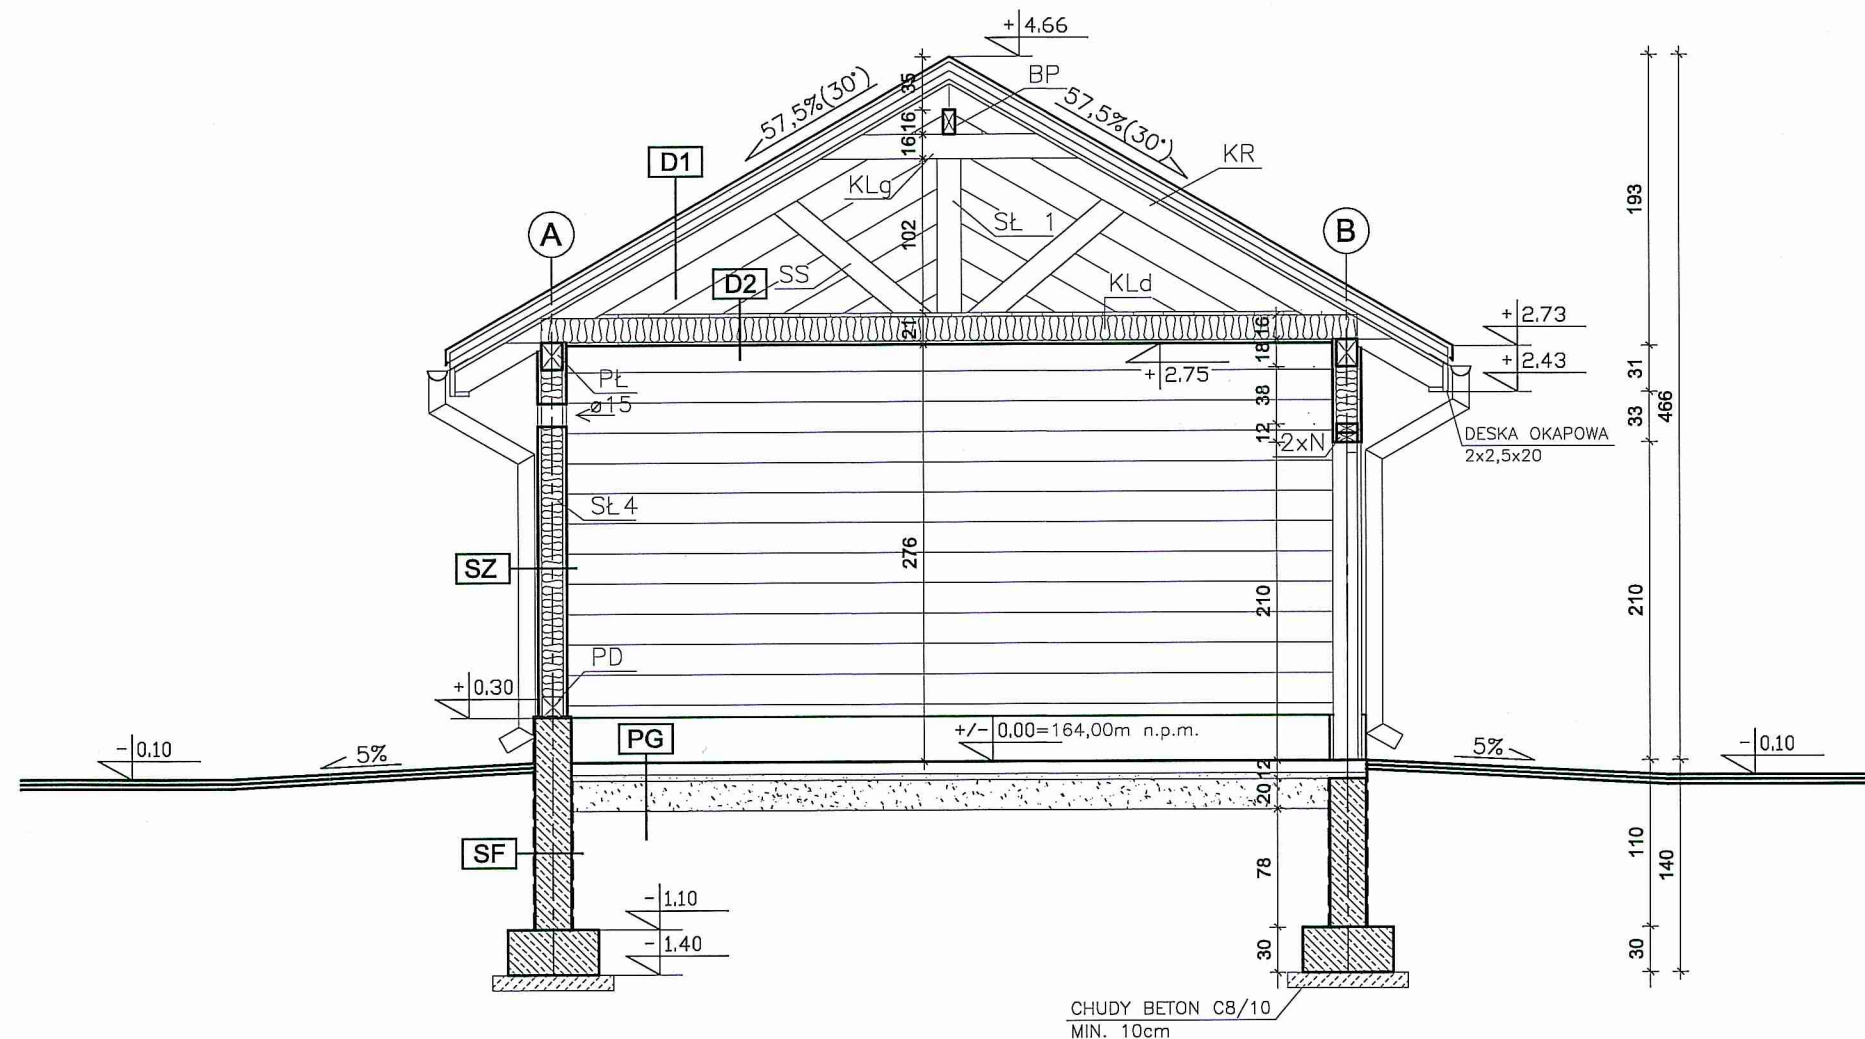 +4.66
35
57,5%(30°)
BP
57,5%(30°)
16
16
D1
KLg
KR
193
A
102
SŁ 1
B
D2
SS
KLd
21
16
+2.73
18
+2.75
+2.43
31
PŁ
ø15
38
33
466
12
2xN
DESKA OKAPOWA
2x2,5x20
SŁ4
SZ
276
210
210
PD
+0.30
PG
+/- 0,00=164,00m n.p.m.
-0.10
5%
5%
-0.10
12
20
SF
78
110
140
-1.10
-1.40
30
30
CHUDY BETON C8/10
MIN. 10cm